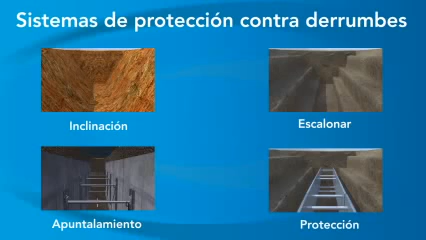 Sistemas de protección contra derrumbes
Inclinación
Escalonar
Apuntalamiento
Protección